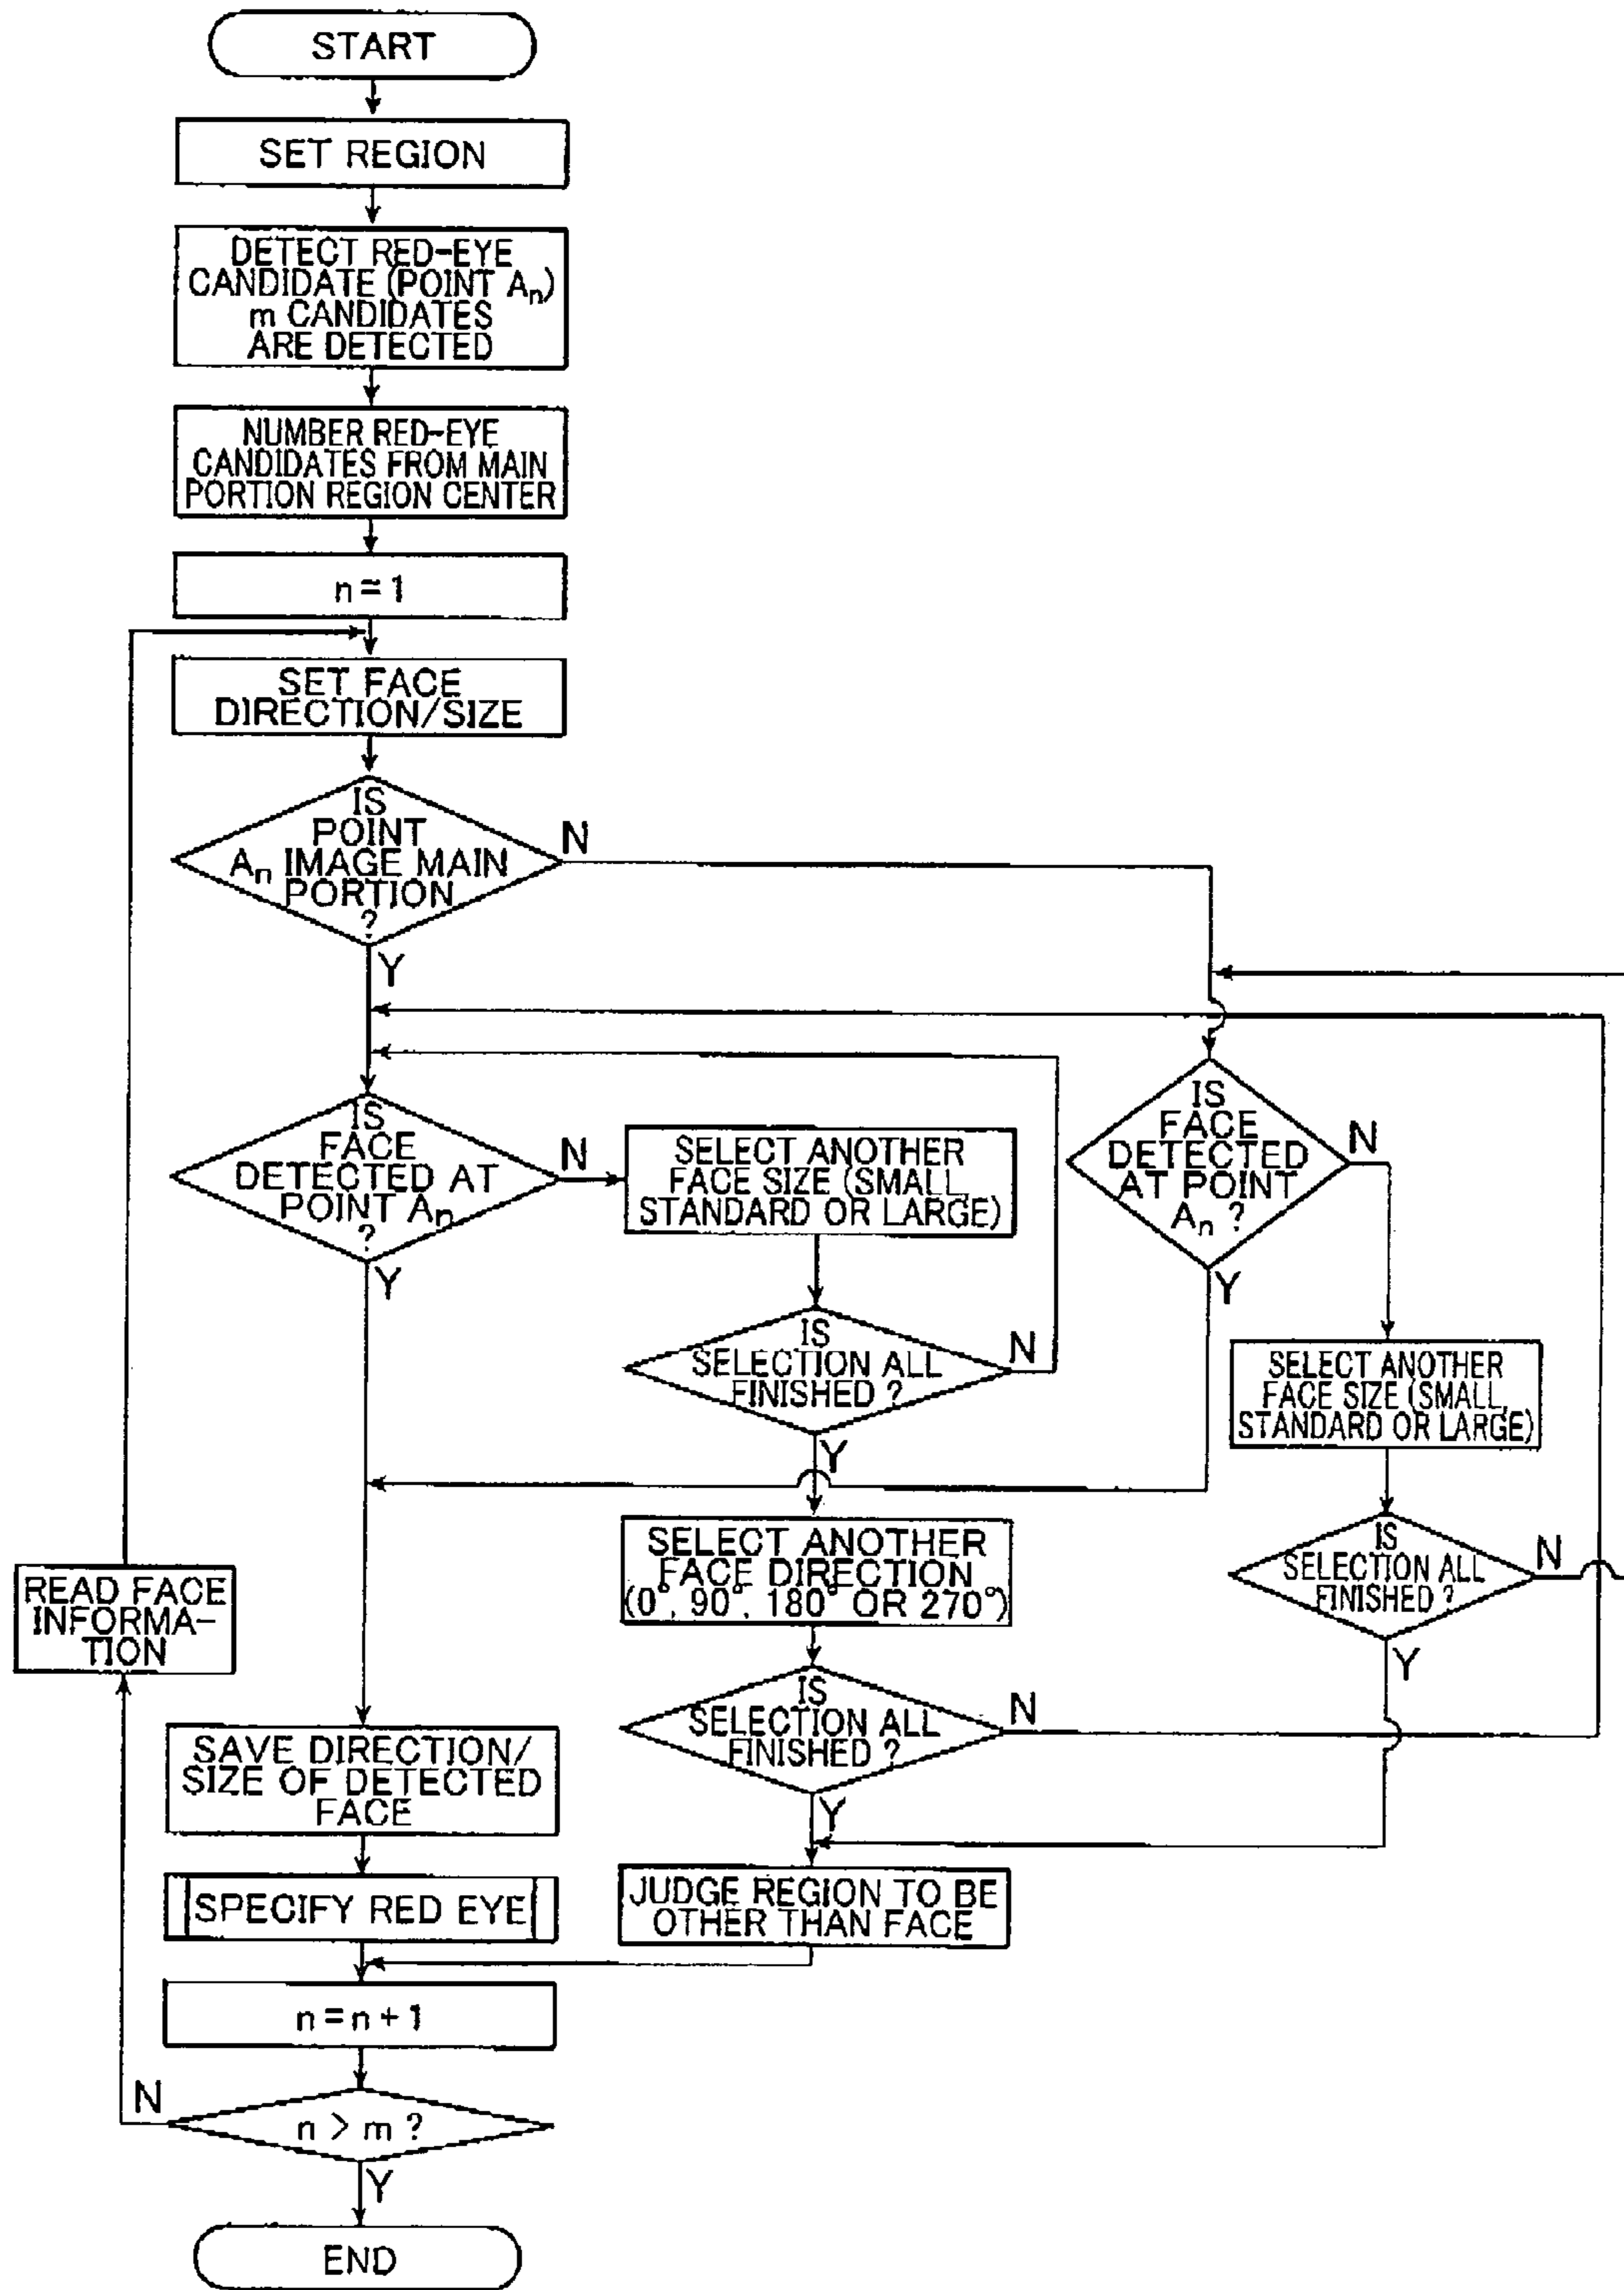 START
SET REGION
DETECT RED-EYE
CANDIDATE (POINT An)
m CANDIDATES
ARE DETECTED
NUMBER RED-EYE
CANDIDATES FROM MAIN
PORTION REGION CENTER
n = 1
SET FACE
DIRECTION/SIZE
IS
POINT
An IMAGE MAIN
PORTION
?
N
Y
IS
FACE
DETECTED AT
POINT An
?
N
Y
SELECT ANOTHER
FACE SIZE (SMALL,
STANDARD OR LARGE)
IS
SELECTION ALL
FINISHED ?
N
Y
IS
FACE
DETECTED
AT POINT
An ?
N
Y
SELECT ANOTHER
FACE SIZE (SMALL,
STANDARD OR LARGE)
IS
SELECTION ALL
FINISHED ?
N
Y
SELECT ANOTHER
FACE DIRECTION
(0°, 90°, 180° OR 270°)
IS
SELECTION ALL
FINISHED ?
N
Y
JUDGE REGION TO BE
OTHER THAN FACE
READ FACE
INFORMA-
TION
SAVE DIRECTION/
SIZE OF DETECTED
FACE
SPECIFY RED EYE
n = n + 1
n > m ?
N
Y
END